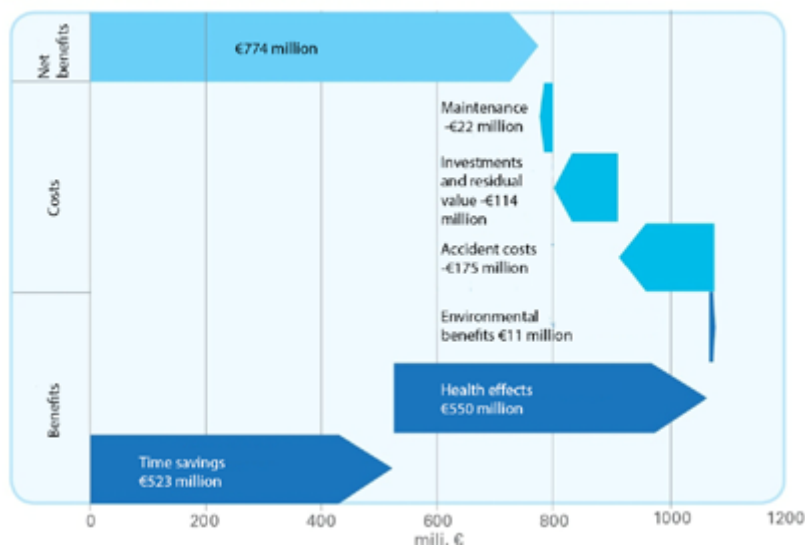 Net
benefits
€774 million
Costs
Maintenance
-€22 million
Investments
and residual
value -€114
million
Accident costs
-€175 million
Benefits
Environmental
benefits €11 million
Health effects
€550 million
Time savings
€523 million
0 200 400 600 800 1000 1200
milj. €